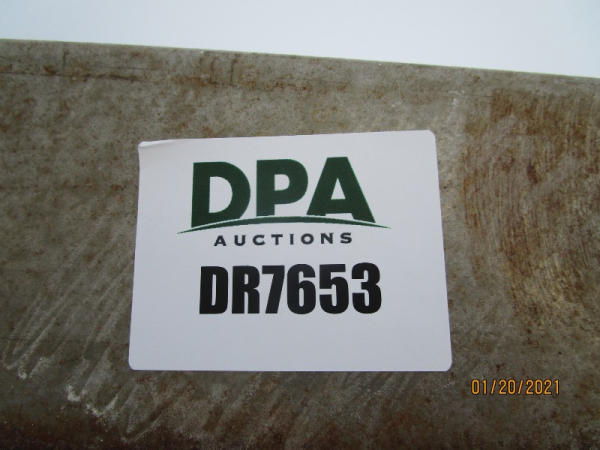 DPA
AUCTIONS
DR7653
01/20/2021